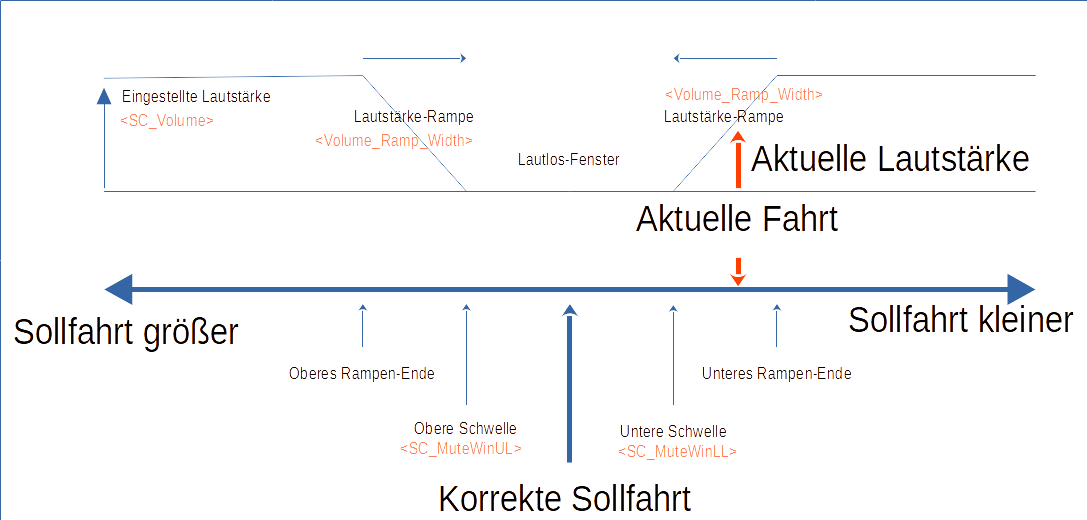 Eingestellte Lautstärke
<SC_Volume>
Lautstärke-Rampe
<Volume_Ramp_Width>
Lautlos-Fenster
<Volume_Ramp_Width>
Lautstärke-Rampe
Aktuelle Lautstärke
Aktuelle Fahrt
Sollfahrt größer
Sollfahrt kleiner
Oberes Rampen-Ende
Unteres Rampen-Ende
Obere Schwelle
<SC_MuteWinUL>
Untere Schwelle
<SC_MuteWinLL>
Korrekte Sollfahrt